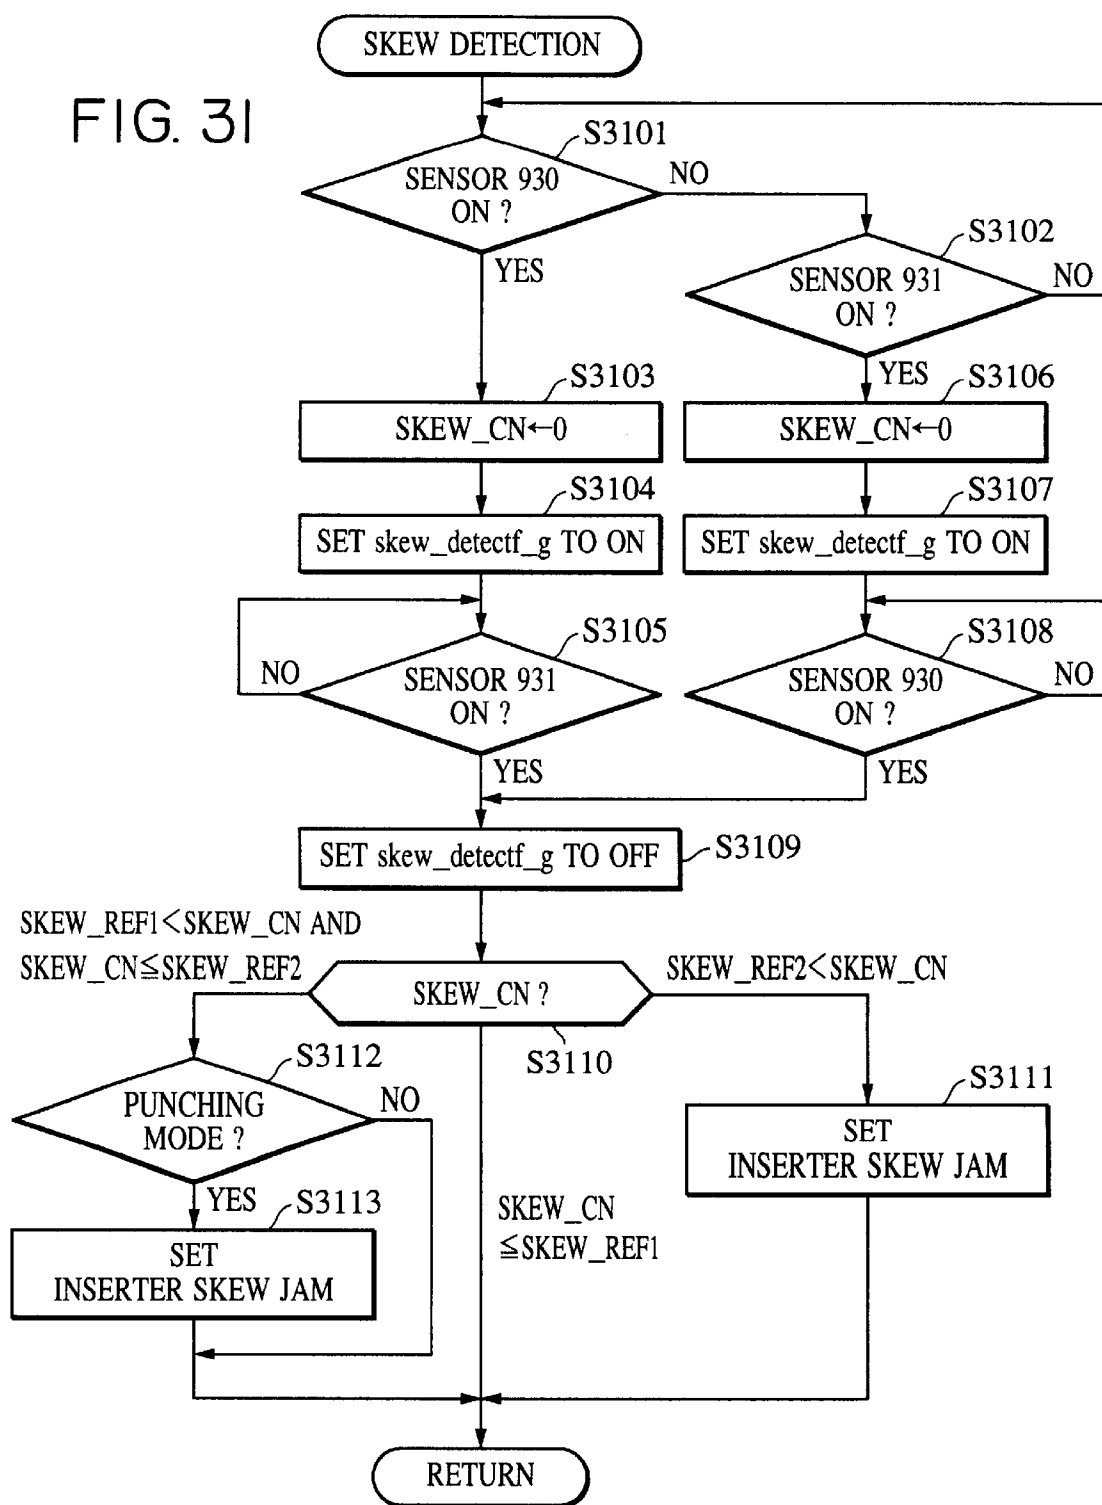 SKEW DETECTION
FIG. 31
S3101
SENSOR 930
ON ?
NO
YES
S3102
SENSOR 931
ON ?
NO
YES
S3103
SKEW_CN←0
S3106
SKEW_CN←0
S3104
SET skew_detectf_g TO ON
S3107
SET skew_detectf_g TO ON
S3105
SENSOR 931
ON ?
NO
YES
S3108
SENSOR 930
ON ?
NO
YES
SET skew_detectf_g TO OFF
S3109
SKEW_REF1<SKEW_CN AND
SKEW_CN≦SKEW_REF2
SKEW_CN ?
SKEW_REF2<SKEW_CN
S3110
S3112
PUNCHING
MODE ?
NO
YES
S3111
SET
INSERTER SKEW JAM
S3113
SET
INSERTER SKEW JAM
SKEW_CN
≦SKEW_REF1
RETURN